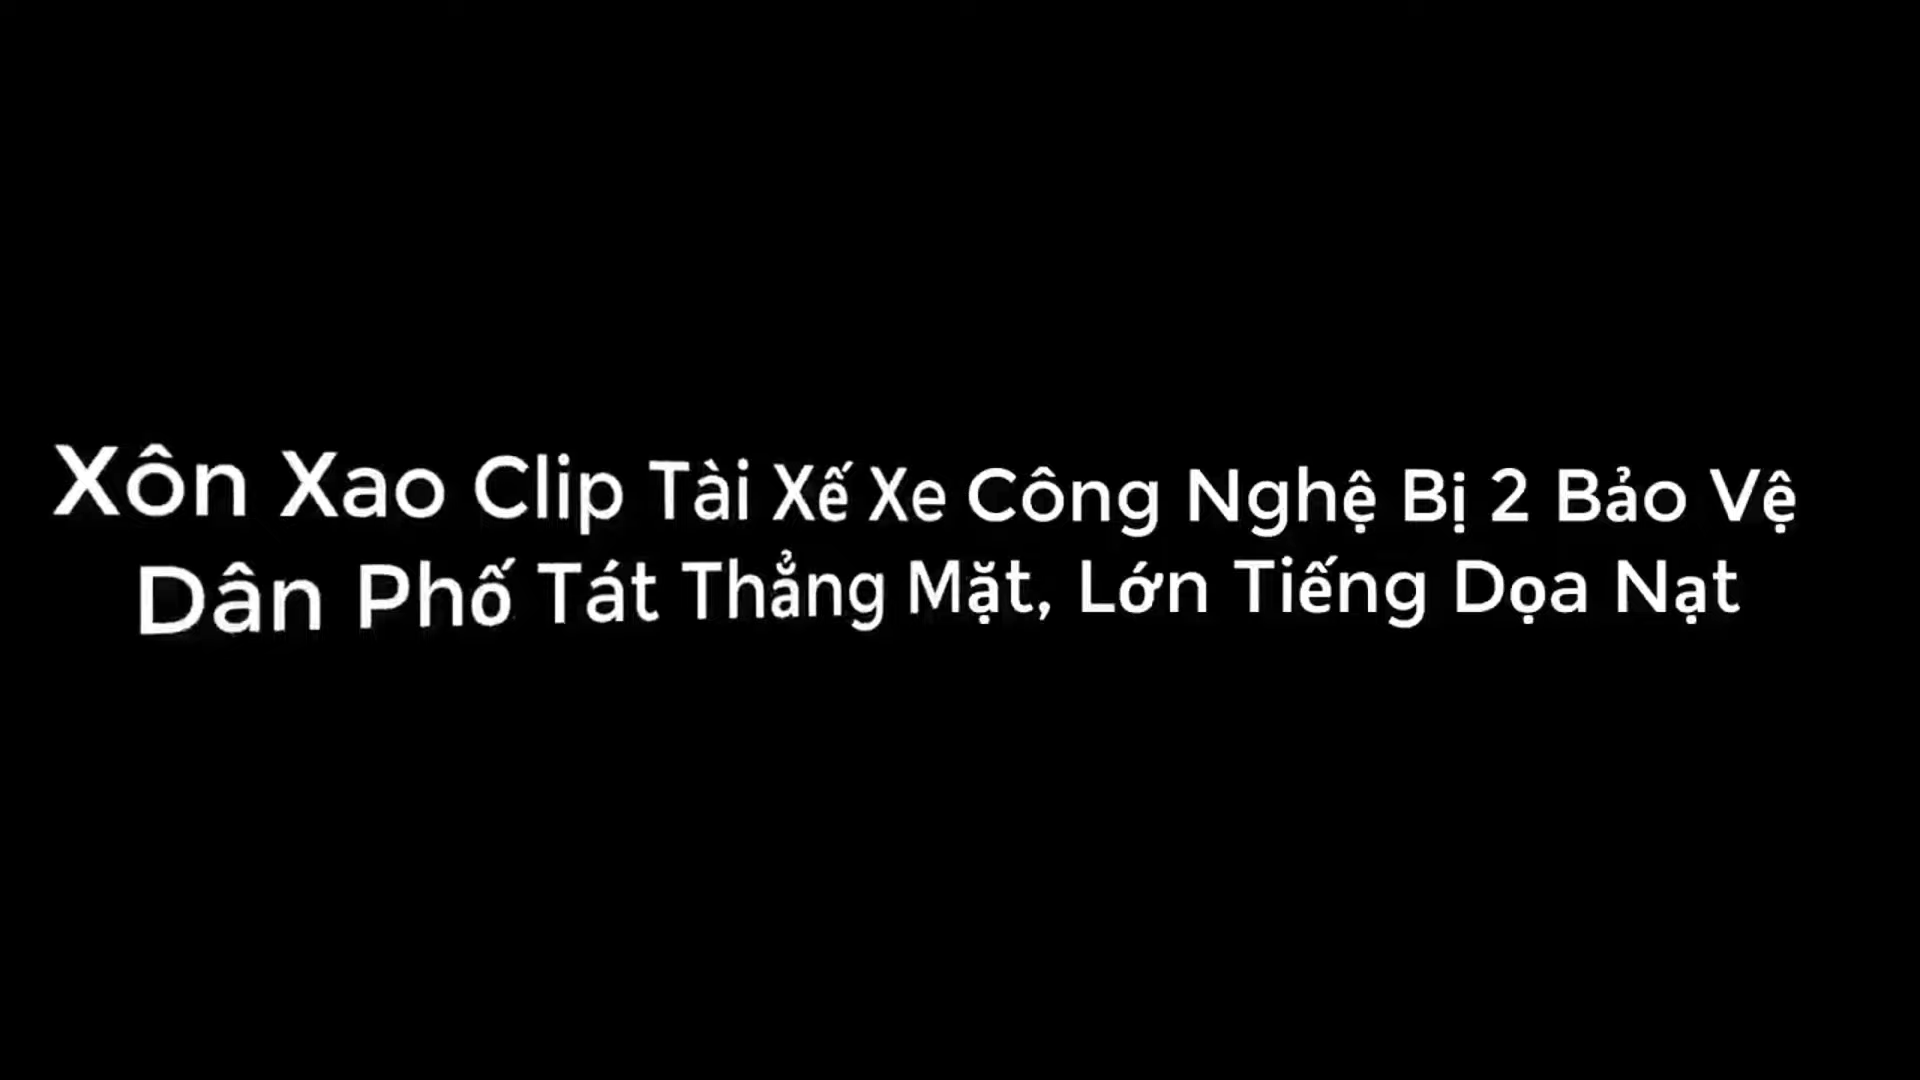 Xôn Xao Clip Tài Xế Xe Công Nghệ Bị 2 Bảo Vệ
Dân Phố Tát Thẳng Mặt, Lớn Tiếng Dọa Nạt